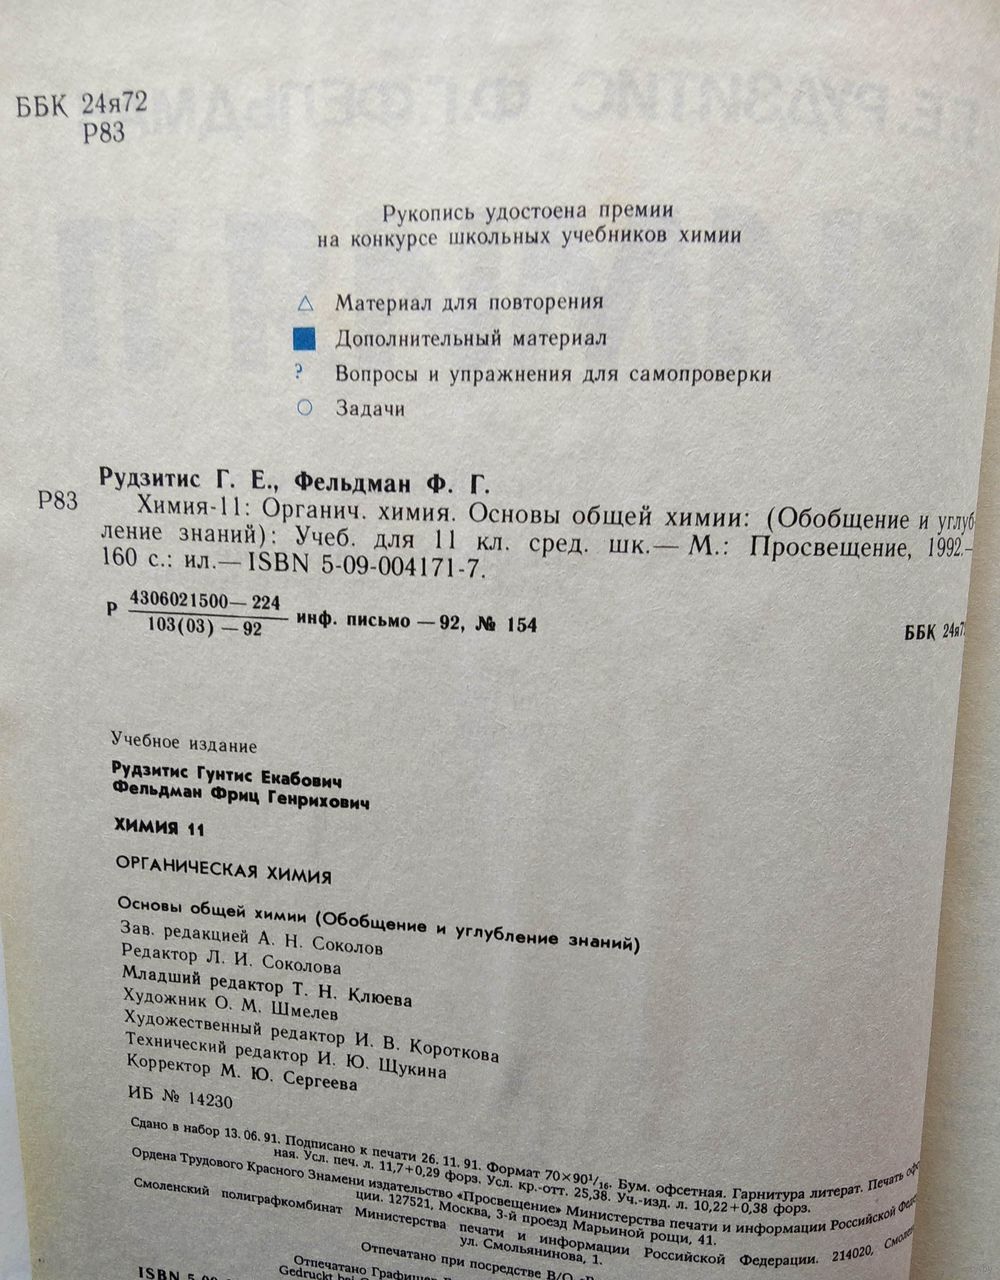 ББК 24я72
Р83
Рукопись удостоена премии
на конкурсе школьных учебников химии
Материал для повторения
Дополнительный материал
? Вопросы и упражнения для самопроверки
Задачи
Рудзитис Г. Е., Фельдман Ф. Г.
Р83 Химия-11: Органич. химия. Основы общей химии: (Обобщение и углуб-
ление знаний): Учеб. для 11 кл. сред. шк.— М.: Просвещение, 1992.—
160 с.: ил.— ISBN 5-09-004171-7.
Р 4306021500—224
103(03)—92 инф. письмо —92, № 154
ББК 24я7
Учебное издание
Рудзитис Гунтис Екабович
Фельдман Фриц Генрихович
ХИМИЯ 11
ОРГАНИЧЕСКАЯ ХИМИЯ
Основы общей химии (Обобщение и углубление знаний)
Зав. редакцией А. Н. Соколов
Редактор Л. И. Соколова
Младший редактор Т. Н. Клюева
Художник О. М. Шмелев
Художественный редактор И. В. Короткова
Технический редактор И. Ю. Щукина
Корректор М. Ю. Сергеева
ИБ № 14230
Сдано в набор 13.06.91. Подписано к печати 26.11.91. Формат 70×90¹/₁₆. Бум. офсетная. Гарнитура литерат. Печать офс
ная. Усл. печ. л. 11,7+0,29 форз. Усл. кр.-отт. 25,38. Уч.-изд. л. 10,22+0,38 форз.
Ордена Трудового Красного Знамени издательство «Просвещение» Министерства печати и информации Российской Феде
ции. 127521, Москва, 3-й проезд Марьиной рощи, 41.
Смоленский полиграфкомбинат Министерства печати и информации Российской Федерации. 214020, Смоленс
ул. Смольянинова, 1.
Отпечатано при посредстве В/О
Отпечатано
Gedruckt bei
ISBN 5-09